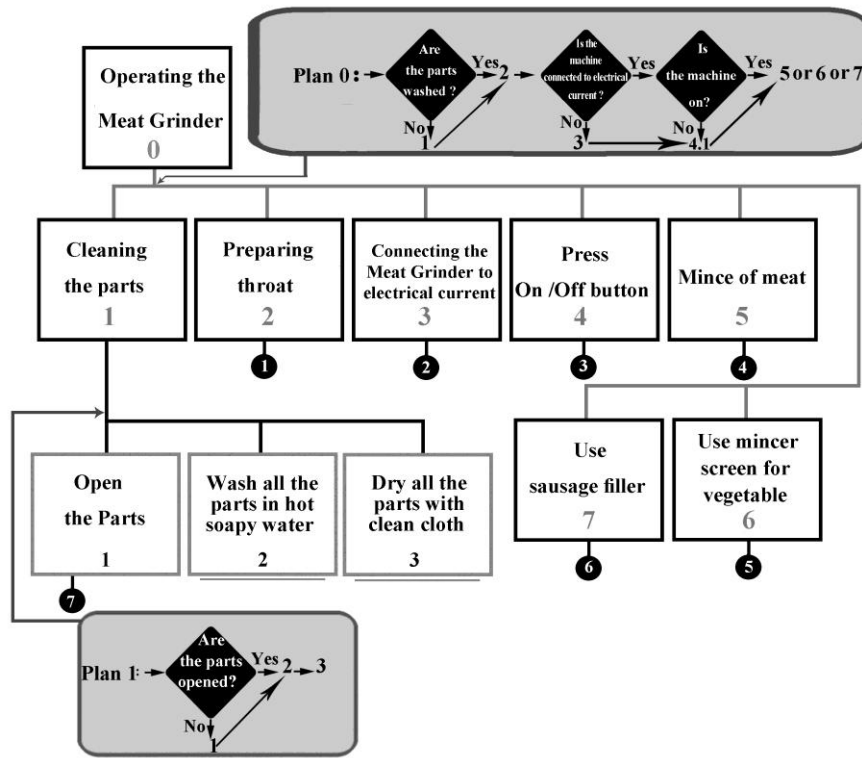 Operating the
Meat Grinder
0
Plan 0:
Are
the parts
washed ?
Yes
2
No
1
Is the
machine
connected to electrical
current ?
Yes
No
3
Is
the machine
on?
Yes
No
4.1
5 or 6 or 7
Cleaning
the parts
1
Preparing
throat
2
Connecting the
Meat Grinder to
electrical current
3
Press
On /Off button
4
Mince of meat
5
1
2
3
4
Open
the Parts
1
Wash all the
parts in hot
soapy water
2
Dry all the
parts with
clean cloth
3
Use
sausage filler
7
Use mincer
screen for
vegetable
6
7
6
5
Plan 1:
Are
the parts
opened?
Yes
2
3
No
1